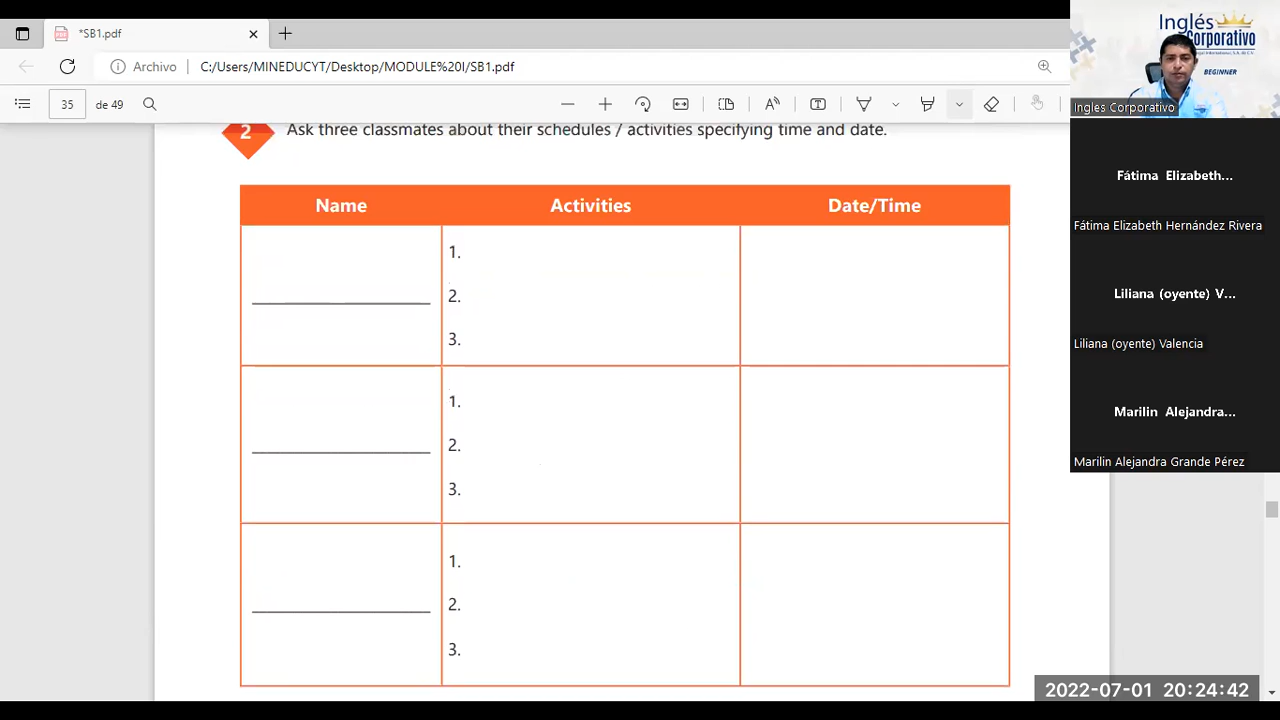 *SB1.pdf
Archivo
C:/Users/MINEDUCYT/Desktop/MODULE%20I/SB1.pdf
35
de 49
2
Ask three classmates about their schedules / activities specifying time and date.
Name
Activities
Date/Time
1.
2.
3.
1.
2.
3.
1.
2.
3.
Inglés
Corporativo
BEGINNER
Ingles Corporativo
Fátima Elizabeth...
Fátima Elizabeth Hernández Rivera
Liliana (oyente) V...
Liliana (oyente) Valencia
Marilin Alejandra...
Marilin Alejandra Grande Pérez
2022-07-01 20:24:42